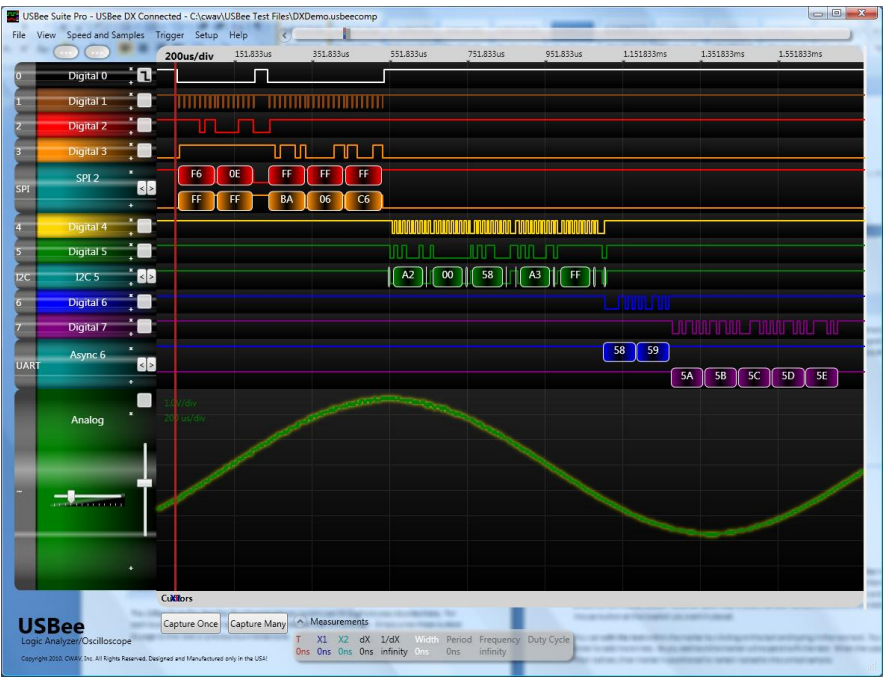 USBee Suite Pro - USBee DX Connected - C:\cwav\USBee Test Files\DXDemo.usbeecomp
File View Speed and Samples Trigger Setup Help
200us/div 151.833us 351.833us 551.833us 751.833us 951.833us 1.151833ms 1.351833ms 1.551833ms
0 Digital 0
1 Digital 1
2 Digital 2
3 Digital 3
SPI SPI 2
F6 0E FF FF FF
FF FF BA 06 C6
4 Digital 4
5 Digital 5
I2C I2C 5 A2 00 58 A3 FF
6 Digital 6
7 Digital 7
UART Async 6
58 59
5A 5B 5C 5D 5E
1.0V/div
200 us/div
Analog
USBee
Logic Analyzer/Oscilloscope
Copyright 2010, CWAV, Inc. All Rights Reserved. Designed and Manufactured only in the USA!
Capture Once Capture Many
Measurements
T X1 X2 dX 1/dX Width Period Frequency Duty Cycle
0ns 0ns 0ns 0ns infinity 0ns 0ns infinity